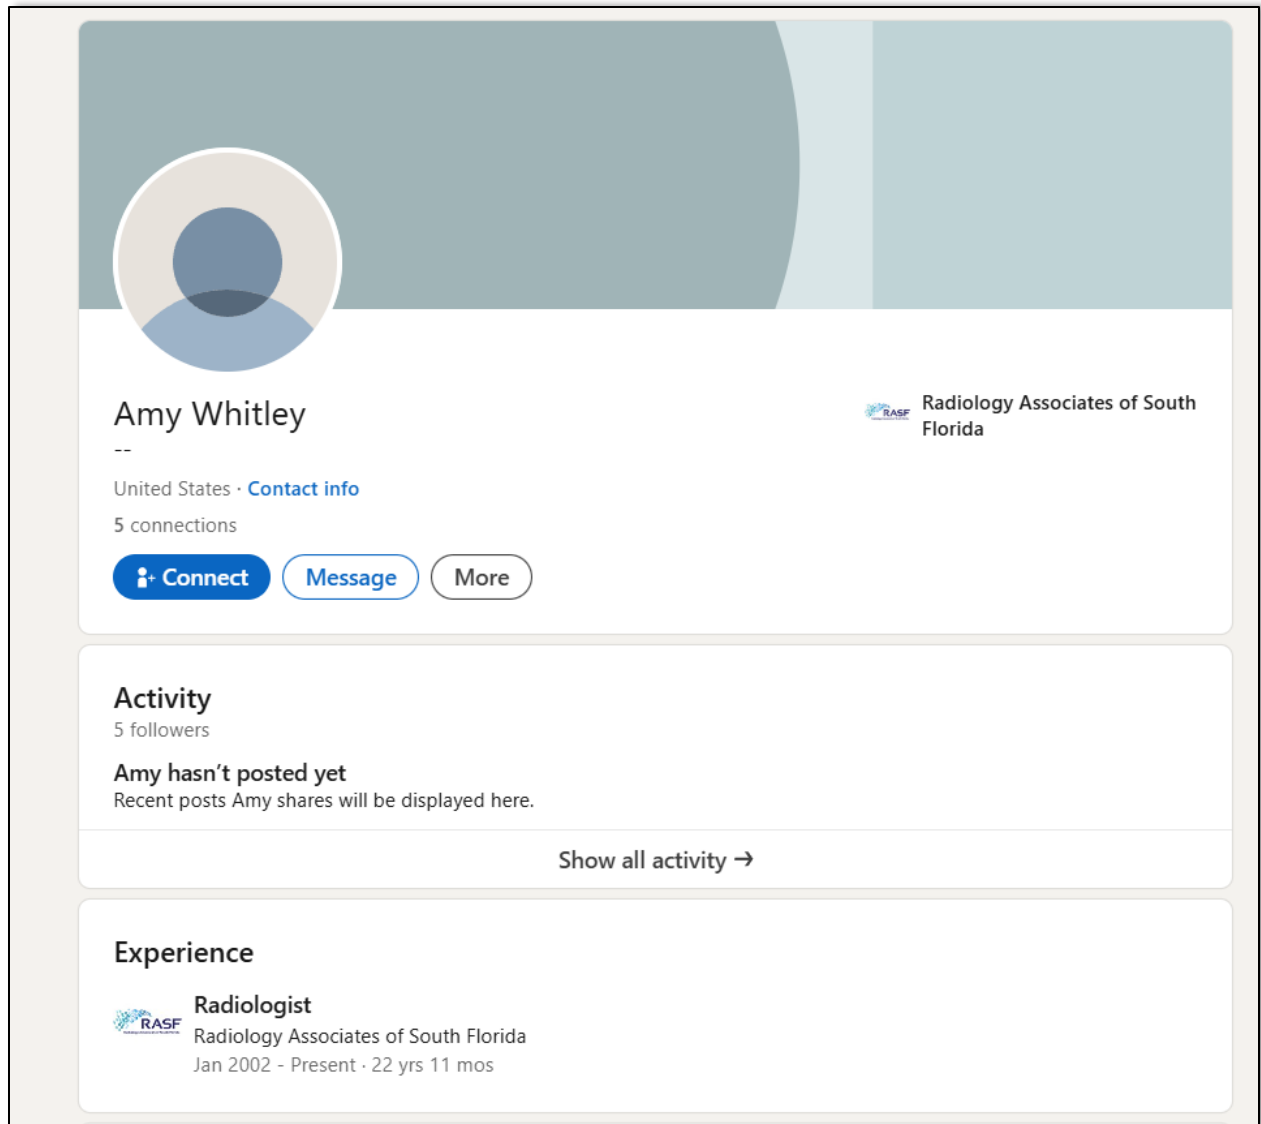 Amy Whitley
--
United States · Contact info
5 connections
Connect
Message
More
RASF
Radiology Associates of South
Florida
Activity
5 followers
Amy hasn’t posted yet
Recent posts Amy shares will be displayed here.
Show all activity →
Experience
RASF
Radiologist
Radiology Associates of South Florida
Jan 2002 - Present · 22 yrs 11 mos